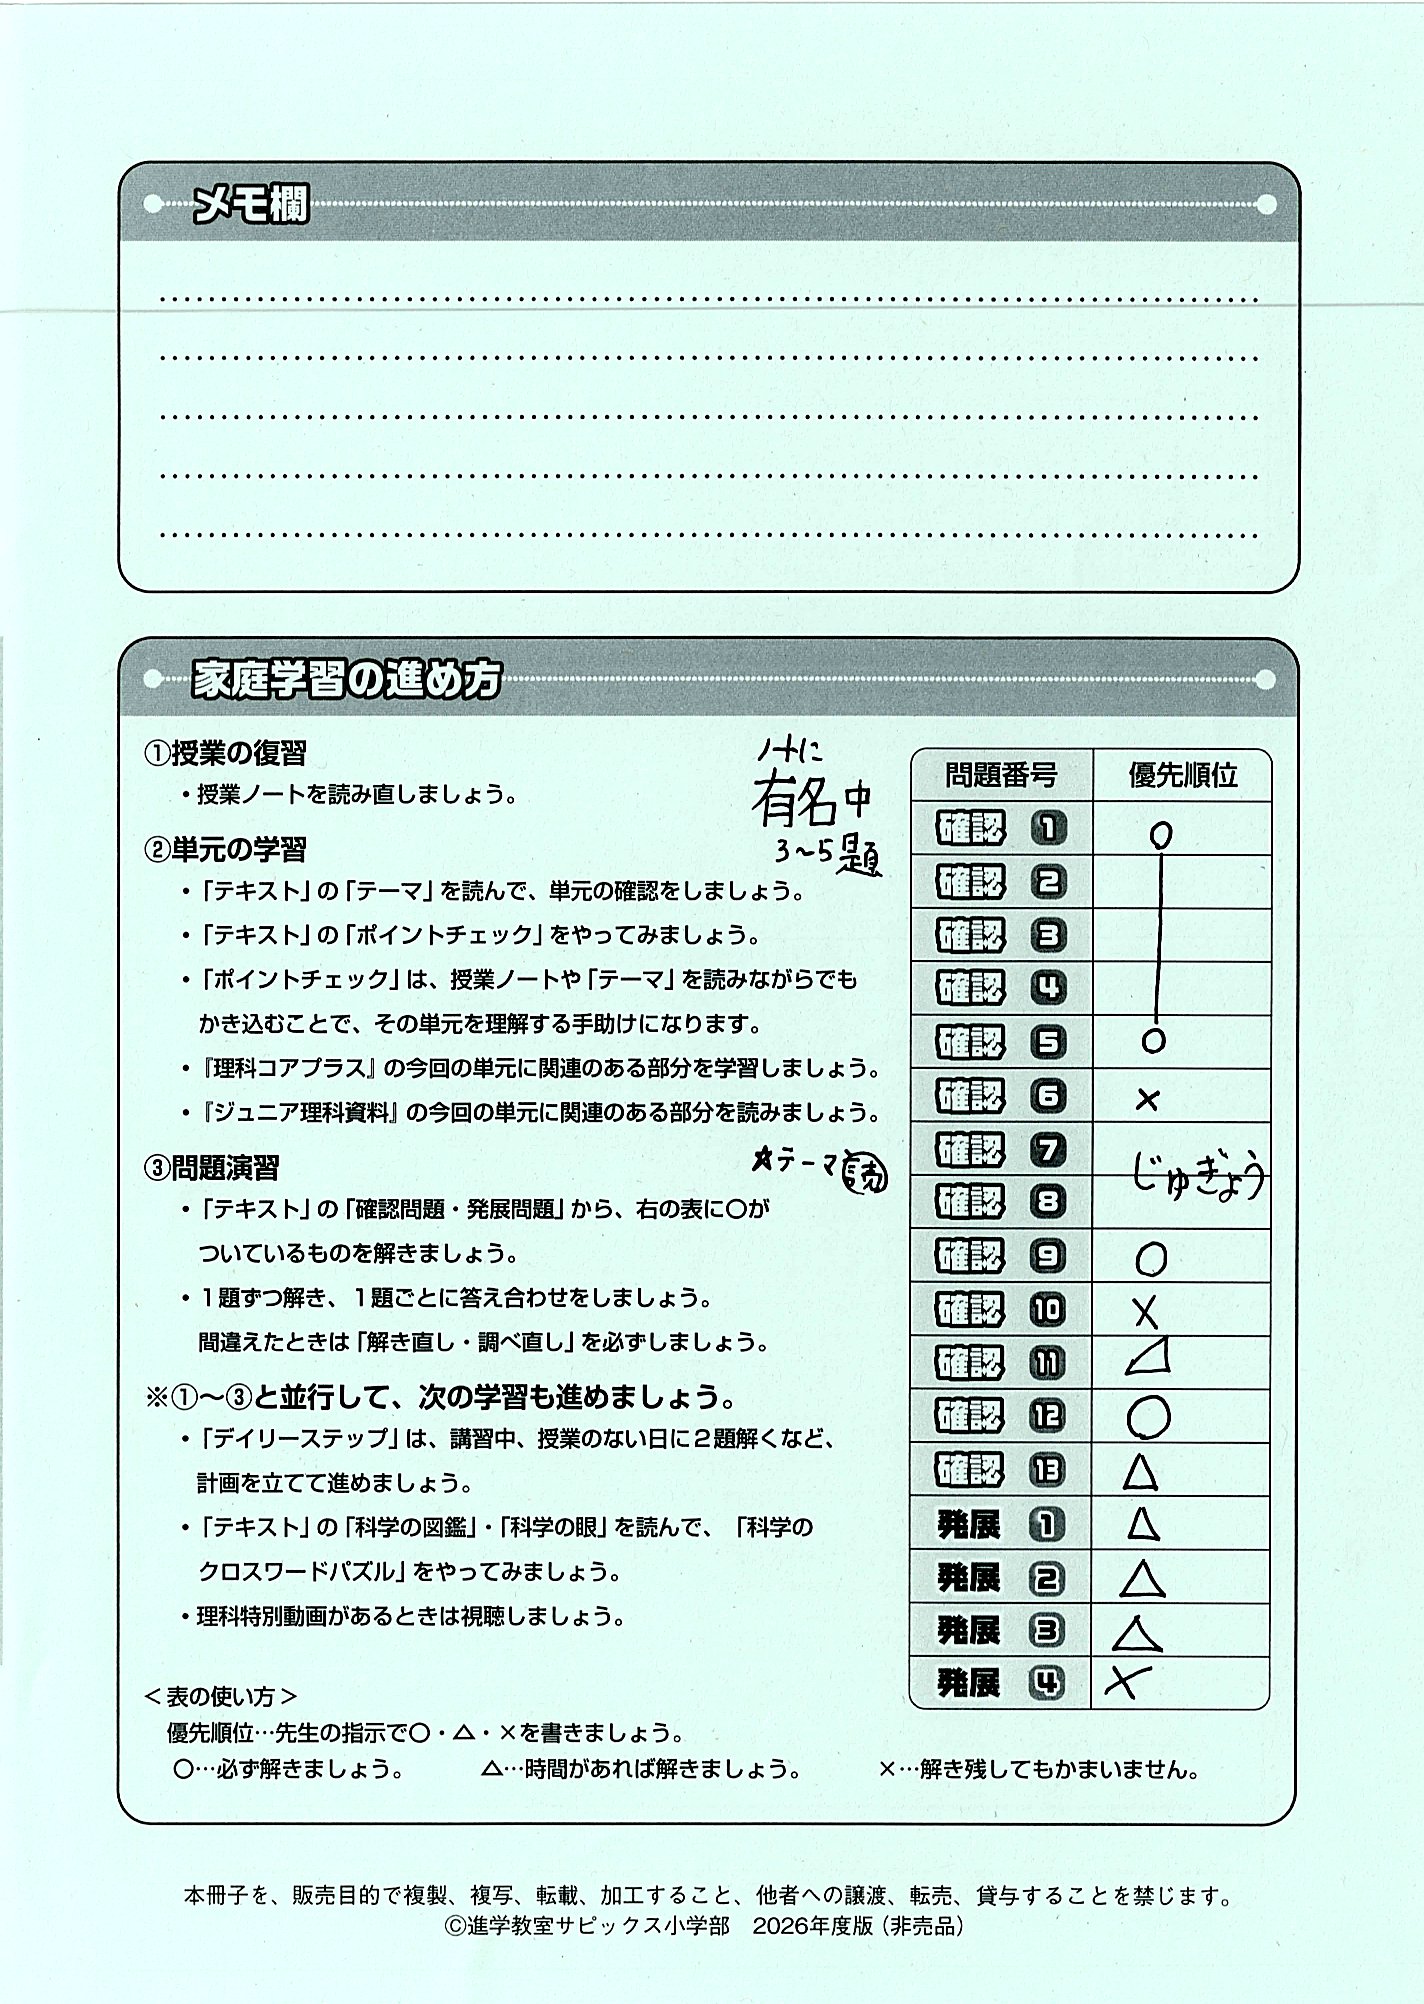 メモ欄
家庭学習の進め方
①授業の復習
・授業ノートを読み直しましょう。
②単元の学習
・「テキスト」の「テーマ」を読んで、単元の確認をしましょう。
・「テキスト」の「ポイントチェック」をやってみましょう。
・「ポイントチェック」は、授業ノートや「テーマ」を読みながらでも
かき込むことで、その単元を理解する手助けになります。
・『理科コアプラス』の今回の単元に関連のある部分を学習しましょう。
・『ジュニア理科資料』の今回の単元に関連のある部分を読みましょう。
③問題演習
・「テキスト」の「確認問題・発展問題」から、右の表に〇が
ついているものを解きましょう。
・１題ずつ解き、１題ごとに答え合わせをしましょう。
間違えたときは「解き直し・調べ直し」を必ずしましょう。
※①～③と並行して、次の学習も進めましょう。
・「デイリーステップ」は、講習中、授業のない日に２題解くなど、
計画を立てて進めましょう。
・「テキスト」の「科学の図鑑」・「科学の眼」を読んで、「科学の
クロスワードパズル」をやってみましょう。
・理科特別動画があるときは視聴しましょう。
有名中
3~5題
☆テーマ読
問題番号 優先順位
確認 1 〇
確認 2
確認 3
確認 4
確認 5 〇
確認 6 ×
確認 7 じゅぎょう
確認 8
確認 9 〇
確認 10 ×
確認 11 △
確認 12 〇
確認 13 △
発展 1 △
発展 2 △
発展 3 △
発展 4 ×
＜表の使い方＞
優先順位…先生の指示で〇・△・×を書きましょう。
〇…必ず解きましょう。 △…時間があれば解きましょう。 ×…解き残してもかまいません。
本冊子を、販売目的で複製、複写、転載、加工すること、他者への譲渡、転売、貸与することを禁じます。
©進学教室サピックス小学部 2026年度版（非売品）